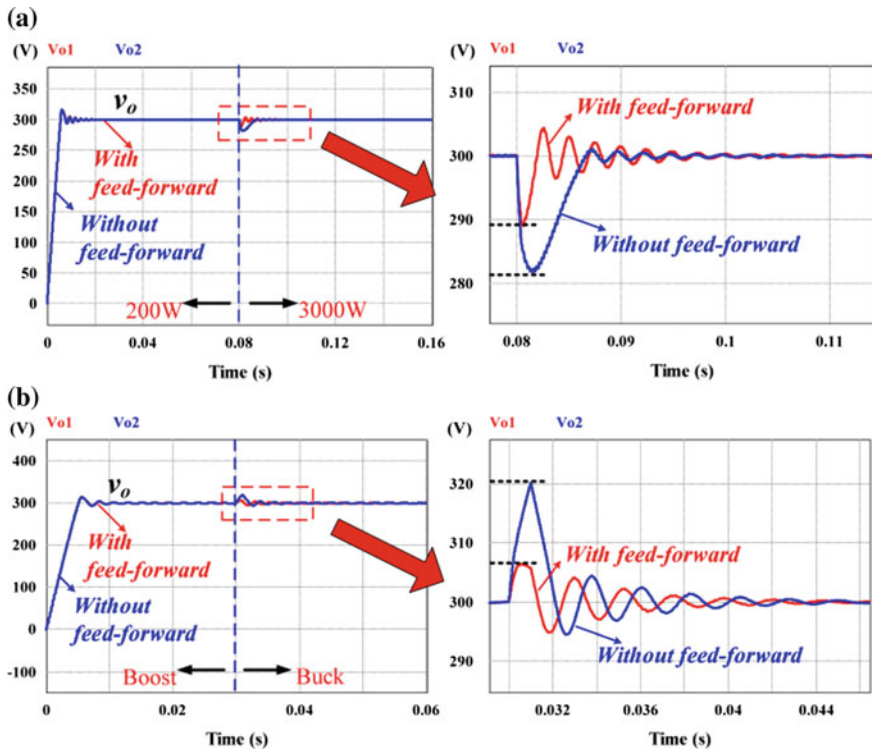 (a)
(V) Vo1 Vo2
350
300
250
200
150
100
50
0
vo
With
feed-forward
Without
feed-forward
200W 3000W
0 0.04 0.08 0.12 0.16
Time (s)
(V) Vo1 Vo2
310
300
290
280
With feed-forward
Without feed-forward
0.08 0.09 0.1 0.11
Time (s)
(b)
(V) Vo1 Vo2
400
300
200
100
0
-100
vo
With
feed-forward
Without
feed-forward
Boost Buck
0 0.02 0.04 0.06
Time (s)
(V) Vo1 Vo2
320
310
300
290
With feed-forward
Without feed-forward
0.032 0.036 0.04 0.044
Time (s)